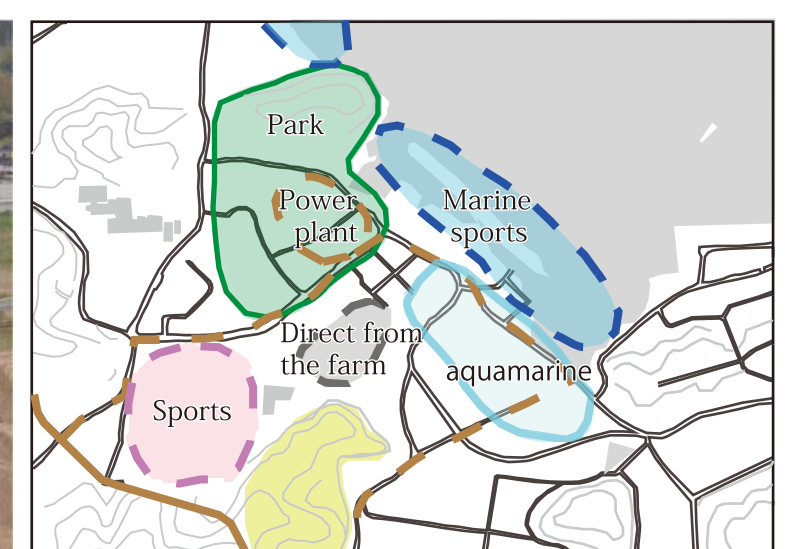 Park
Power
plant
Marine
sports
Direct from
the farm
aquamarine
Sports